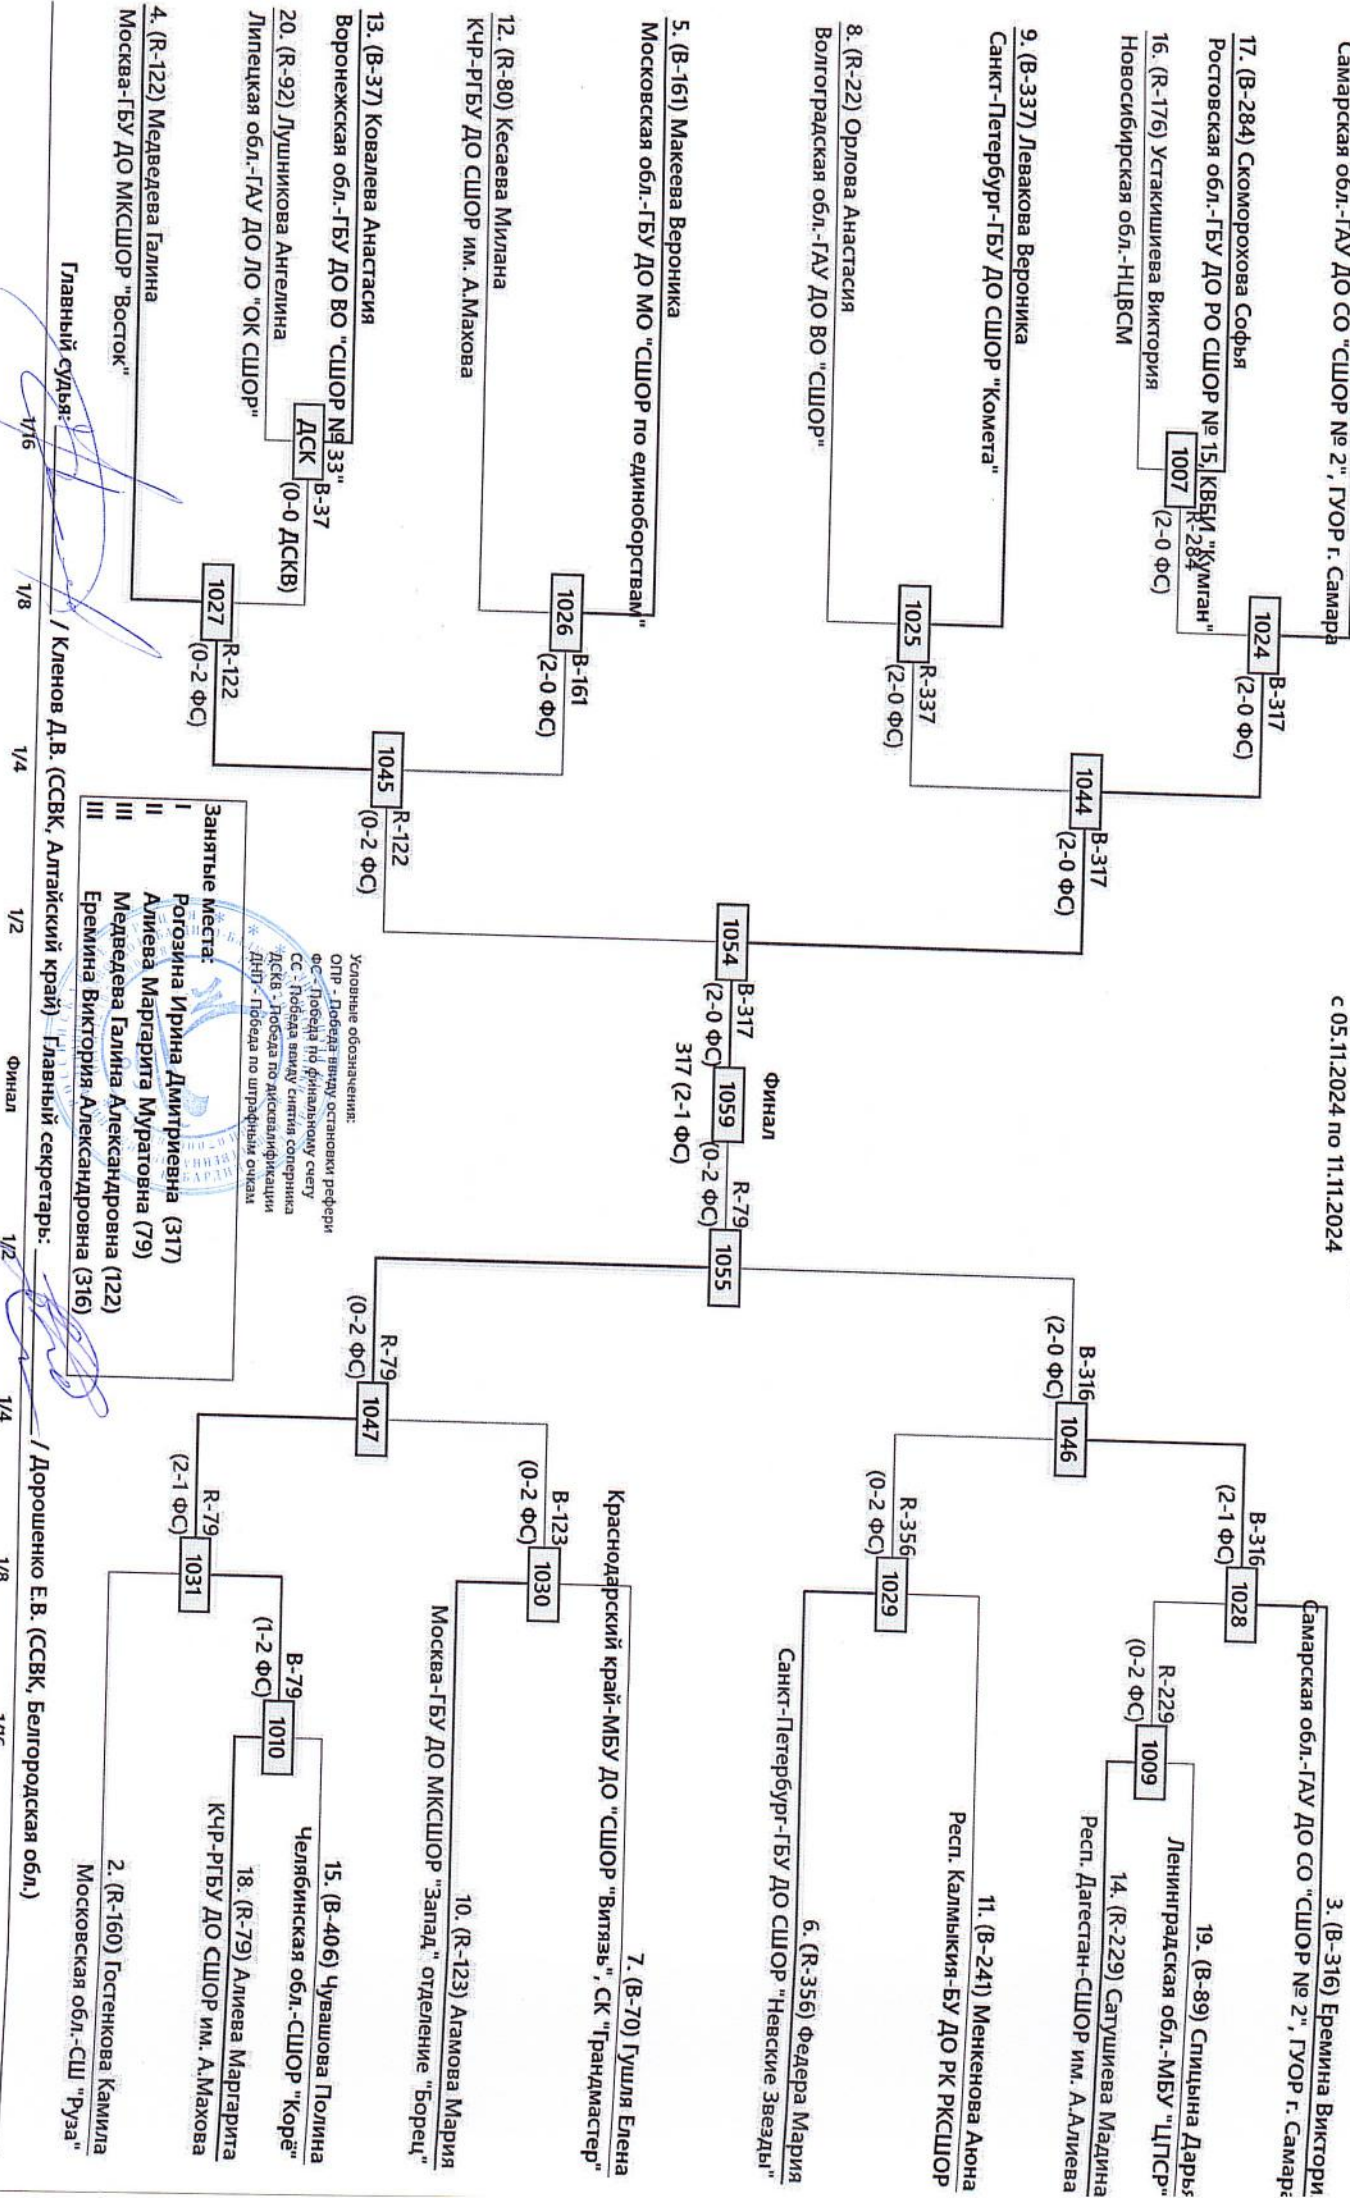 с 05.11.2024 по 11.11.2024
Самарская обл.-ГАУ ДО СО "СШОР № 2", ГУОР г. Самара
17. (B-284) Скоморохова Софья
Ростовская обл.-ГБУ ДО РО СШОР № 15, КВБИ "Кумган"
16. (R-176) Устакишиева Виктория
Новосибирская обл.-НЦВСМ
1007
R-284
(2-0 ФС)
1024
B-317
(2-0 ФС)
9. (B-337) Левакова Вероника
Санкт-Петербург-ГБУ ДО СШОР "Комета"
8. (R-22) Орлова Анастасия
Волгоградская обл.-ГАУ ДО ВО "СШОР"
1025
R-337
(2-0 ФС)
1044
B-317
(2-0 ФС)
5. (B-161) Макеева Вероника
Московская обл.-ГБУ ДО МО "СШОР по единоборствам"
12. (R-80) Кесаева Милана
КЧР-РГБУ ДО СШОР им. А.Махова
1026
B-161
(2-0 ФС)
13. (B-37) Ковалева Анастасия
Воронежская обл.-ГБУ ДО ВО "СШОР № 33"
20. (R-92) Лушникова Ангелина
Липецкая обл.-ГАУ ДО ЛО "ОК СШОР"
ДСК
B-37
(0-0 ДСКВ)
4. (R-122) Медведева Галина
Москва-ГБУ ДО МКСШОР "Восток"
1027
R-122
(0-2 ФС)
1045
R-122
(0-2 ФС)
1054
B-317
(2-0 ФС)
Финал
1059
317 (2-1 ФС)
R-79
(0-2 ФС)
1055
3. (B-316) Еремина Виктори
Самарская обл.-ГАУ ДО СО "СШОР № 2", ГУОР г. Самара
19. (B-89) Спицына Дарья
Ленинградская обл.-МБУ "ЦПСР"
14. (R-229) Сатушиева Мадина
Респ. Дагестан-СШОР им. А.Алиева
1009
R-229
(0-2 ФС)
1028
B-316
(2-1 ФС)
11. (B-241) Менкенова Аюна
Респ. Калмыкия-БУ ДО РК РКСШОР
6. (R-356) Федера Мария
Санкт-Петербург-ГБУ ДО СШОР "Невские Звезды"
1029
R-356
(0-2 ФС)
1046
B-316
(2-0 ФС)
7. (B-70) Гушля Елена
Краснодарский край-МБУ ДО "СШОР "Витязь", СК "Грандмастер"
10. (R-123) Агамова Мария
Москва-ГБУ ДО МКСШОР "Запад" отделение "Борец"
1030
B-123
(0-2 ФС)
15. (B-406) Чувашова Полина
Челябинская обл.-СШОР "Корё"
18. (R-79) Алиева Маргарита
КЧР-РГБУ ДО СШОР им. А.Махова
1010
B-79
(1-2 ФС)
2. (R-160) Гостенкова Камила
Московская обл.-СШ "Руза"
1031
R-79
(2-1 ФС)
1047
R-79
(0-2 ФС)
Условные обозначения:
ОПР - Победа ввиду остановки рефери
ФС - Победа по финальному счету
СС - Победа ввиду снятия соперника
ДСКВ - Победа по дисквалификации
ДНП - Победа по штрафным очкам
Занятые места:
I Рогозина Ирина Дмитриевна (317)
II Алиева Маргарита Муратовна (79)
III Медведева Галина Александровна (122)
III Еремина Виктория Александровна (316)
Главный судья: / Кленов Д.В. (ССВК, Алтайский край) Главный секретарь: / Дорошенко Е.В. (ССВК, Белгородская обл.)
1/16 1/8 1/4 1/2 Финал 1/2 1/4 1/8